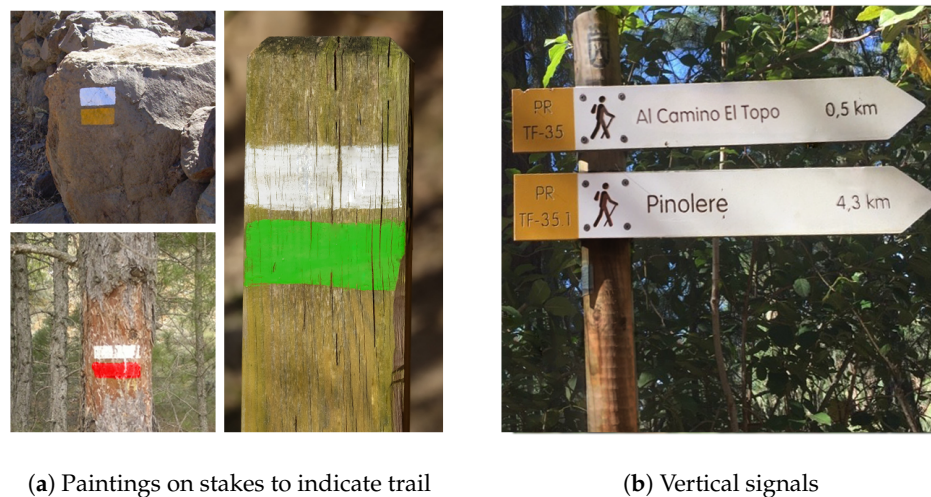 PR
TF-35
Al Camino El Topo 0,5 km
PR
TF-35.1
Pinolere 4,3 km
(a) Paintings on stakes to indicate trail
(b) Vertical signals